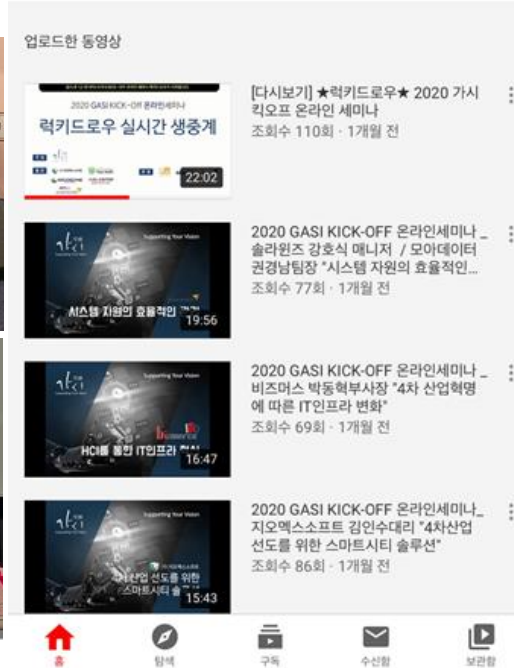 업로드한 동영상
2020 GASI KICK-OFF 온라인세미나
럭키드로우 실시간 생중계
22:02
[다시보기] ★럭키드로우★ 2020 가시
킥오프 온라인 세미나
조회수 110회 · 1개월 전
가시
Supporting Your Vision
시스템 자원의 효율적인
19:56
2020 GASI KICK-OFF 온라인세미나 _
솔라윈즈 강호식 매니저 / 모아데이터
권경남팀장 "시스템 자원의 효율적인...
조회수 77회 · 1개월 전
가시
Supporting Your Vision
HCI를 통한 IT인프라 혁신
16:47
2020 GASI KICK-OFF 온라인세미나 _
비즈머스 박동혁부사장 "4차 산업혁명
에 따른 IT인프라 변화"
조회수 69회 · 1개월 전
가시
Supporting Your Vision
산업 선도를 위한
스마트시티 솔
15:43
2020 GASI KICK-OFF 온라인세미나_
지오멕스소프트 김인수대리 "4차산업
선도를 위한 스마트시티 솔루션"
조회수 86회 · 1개월 전
홈
탐색
구독
수신함
보관함